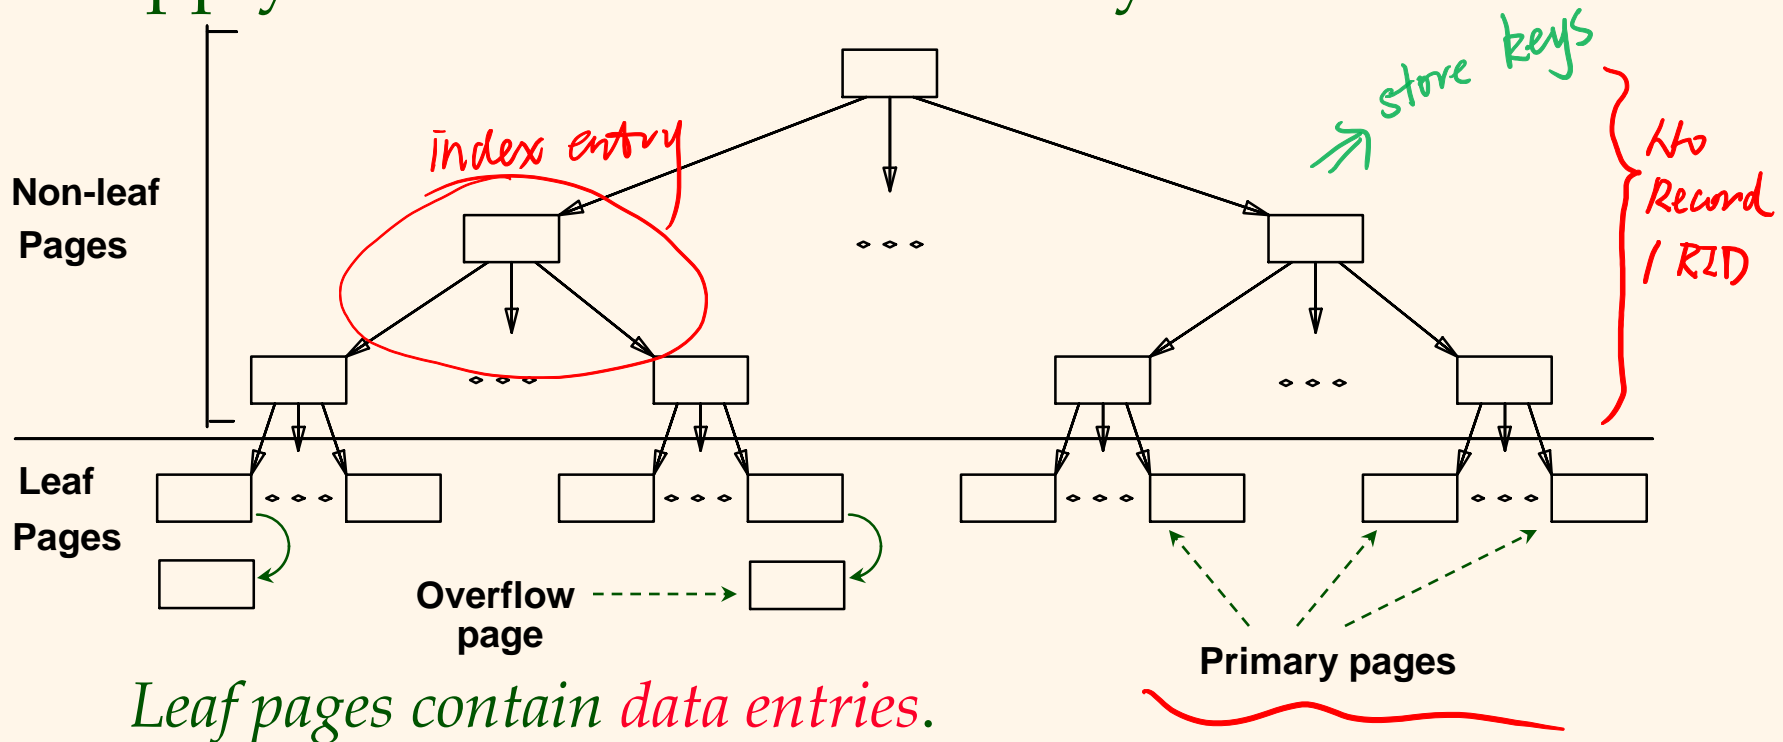 store keys
index entry
No
Record
/ RID
Non-leaf
Pages
Leaf
Pages
Overflow
page
Primary pages
Leaf pages contain data entries.